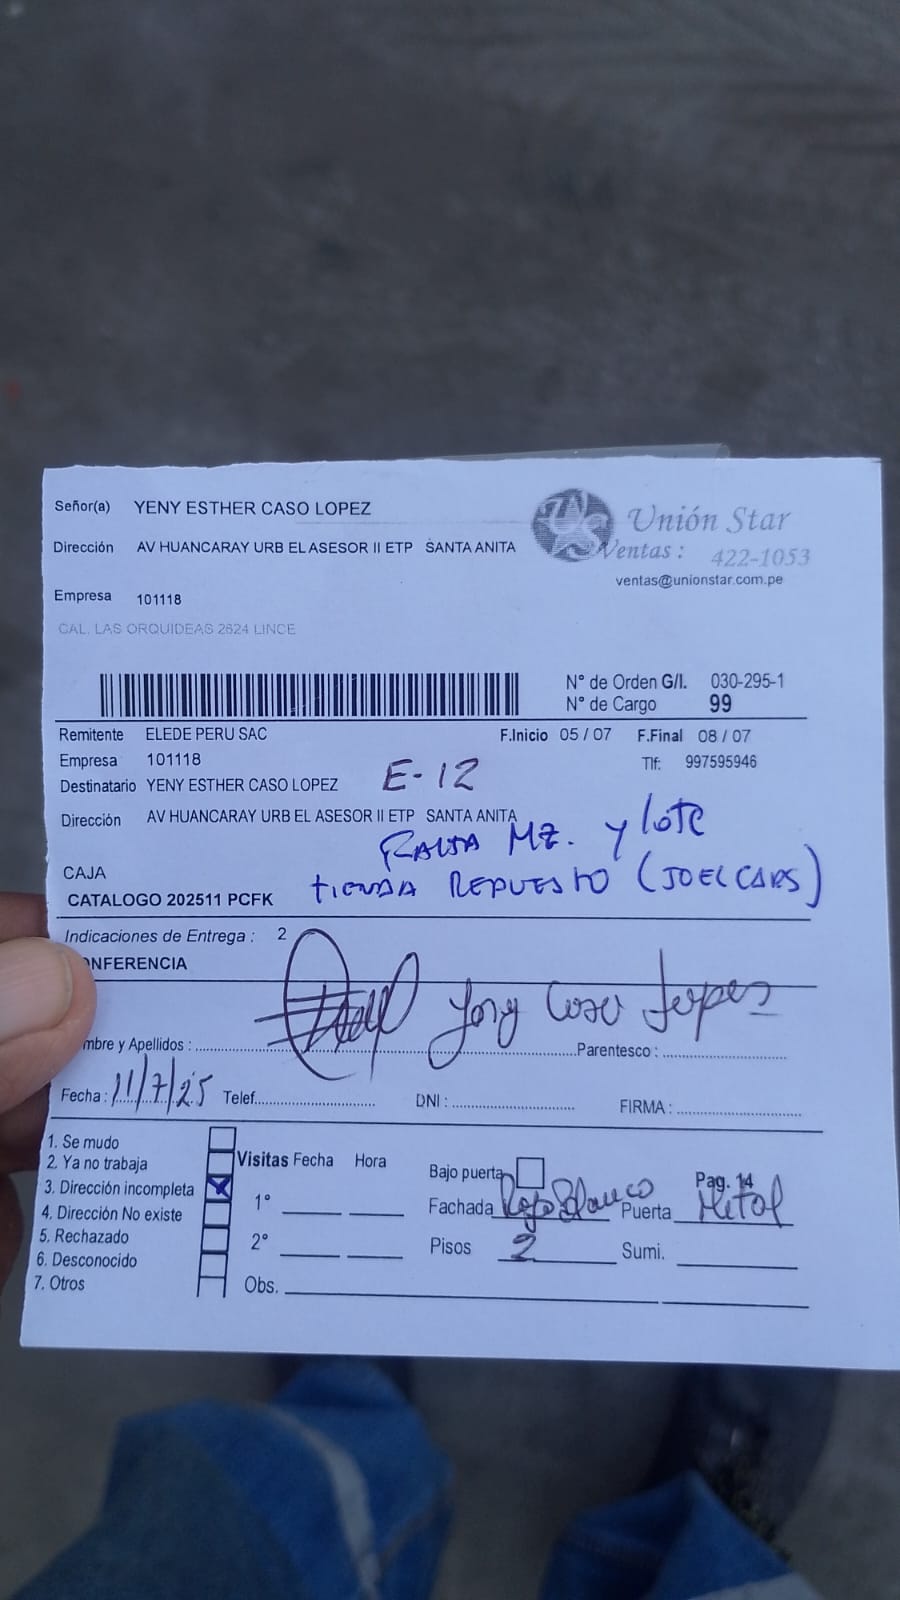 Señor(a) YENY ESTHER CASO LOPEZ
Dirección AV HUANCARAY URB EL ASESOR II ETP SANTA ANITA
Unión Star
Ventas : 422-1053
ventas@unionstar.com.pe
Empresa 101118
CAL. LAS ORQUIDEAS 2624 LINCE
N° de Orden G/I. 030-295-1
N° de Cargo 99
Remitente ELEDE PERU SAC F.Inicio 05 / 07 F.Final 08 / 07
Empresa 101118 Tlf: 997595946
Destinatario YENY ESTHER CASO LOPEZ E-12
Dirección AV HUANCARAY URB EL ASESOR II ETP SANTA ANITA
FALTA MZ. y lote
CAJA
TIENDA REPUESTO (JOEL CARS)
CATALOGO 202511 PCFK
Indicaciones de Entrega : 2
ONFERENCIA
Yeny Caso Lopez
mbre y Apellidos : Parentesco :
Fecha : 11/7/25 Telef. DNI : FIRMA :
1. Se mudo
2. Ya no trabaja
3. Dirección incompleta X
4. Dirección No existe
5. Rechazado
6. Desconocido
7. Otros
Visitas Fecha Hora
1°
2°
Obs.
Bajo puerta Pag. 14
Fachada Rojo Blanco Puerta Metal
Pisos 2 Sumi.